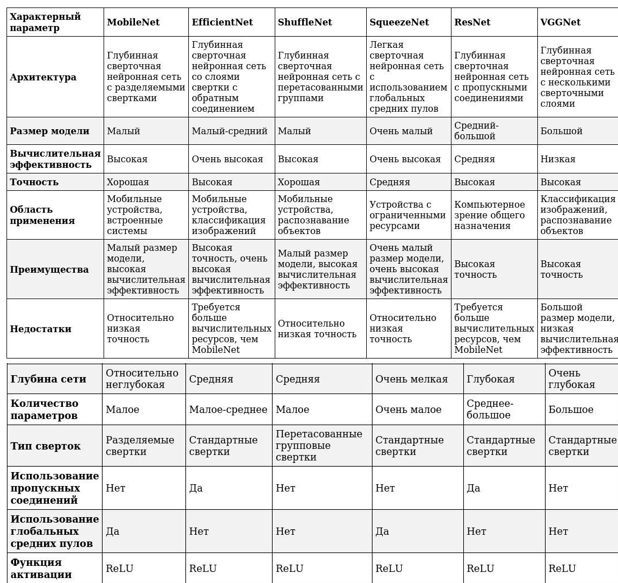 Характерный параметр | MobileNet | EfficientNet | ShuffleNet | SqueezeNet | ResNet | VGGNet
Архитектура | Глубинная сверточная нейронная сеть с разделяемыми свертками | Глубинная сверточная нейронная сеть со слоями свертки с обратным соединением | Глубинная сверточная нейронная сеть с перетасованными группами | Легкая сверточная нейронная сеть с использованием глобальных средних пулов | Глубинная сверточная нейронная сеть с пропускными соединениями | Глубинная сверточная нейронная сеть с несколькими сверточными слоями
Размер модели | Малый | Малый-средний | Малый | Очень малый | Средний-большой | Большой
Вычислительная эффективность | Высокая | Очень высокая | Высокая | Очень высокая | Средняя | Низкая
Точность | Хорошая | Высокая | Хорошая | Средняя | Высокая | Высокая
Область применения | Мобильные устройства, встроенные системы | Мобильные устройства, классификация изображений | Мобильные устройства, распознавание объектов | Устройства с ограниченными ресурсами | Компьютерное зрение общего назначения | Классификация изображений, распознавание объектов
Преимущества | Малый размер модели, высокая вычислительная эффективность | Высокая точность, очень высокая вычислительная эффективность | Малый размер модели, высокая вычислительная эффективность | Очень малый размер модели, очень высокая вычислительная эффективность | Высокая точность | Высокая точность
Недостатки | Относительно низкая точность | Требуется больше вычислительных ресурсов, чем MobileNet | Относительно низкая точность | Относительно низкая точность | Требуется больше вычислительных ресурсов, чем MobileNet | Большой размер модели, низкая вычислительная эффективность
Глубина сети | Относительно неглубокая | Средняя | Средняя | Очень мелкая | Глубокая | Очень глубокая
Количество параметров | Малое | Малое-среднее | Малое | Очень малое | Среднее-большое | Большое
Тип сверток | Разделяемые свертки | Стандартные свертки | Перетасованные групповые свертки | Стандартные свертки | Стандартные свертки | Стандартные свертки
Использование пропускных соединений | Нет | Да | Нет | Нет | Да | Нет
Использование глобальных средних пулов | Да | Нет | Нет | Да | Нет | Нет
Функция активации | ReLU | ReLU | ReLU | ReLU | ReLU | ReLU